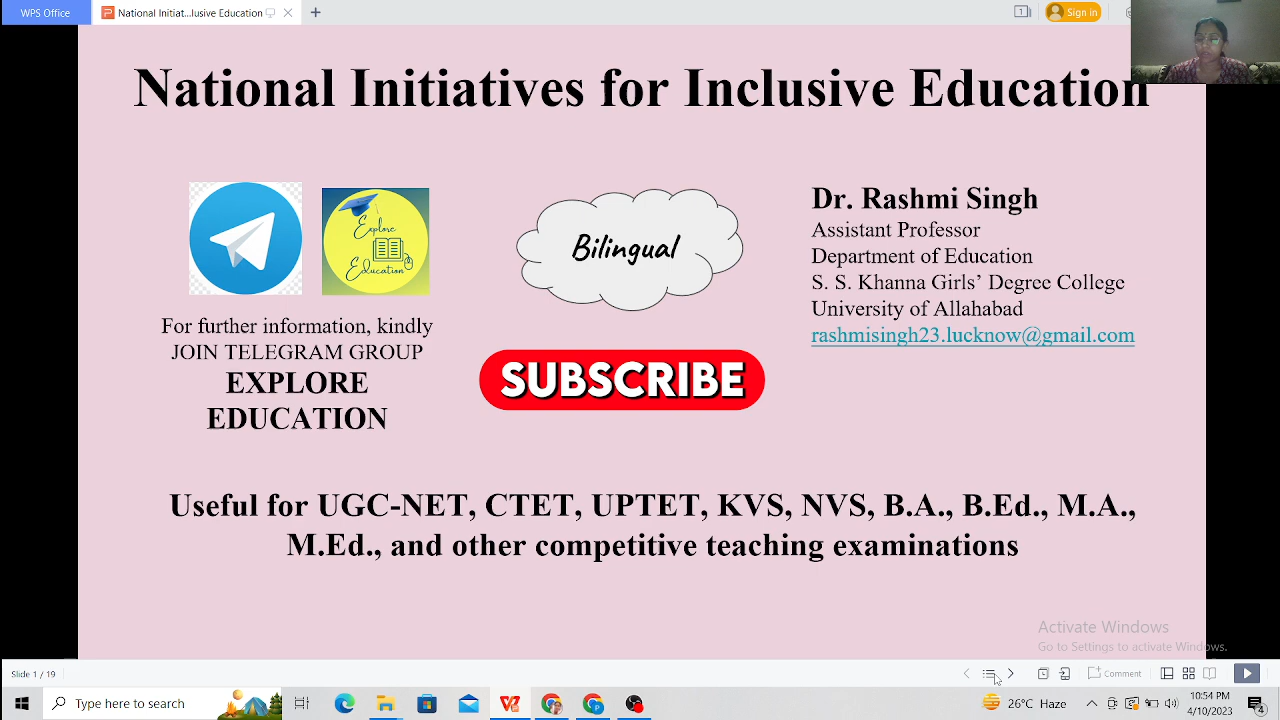 WPS Office
National Initiat...lusive Education
1
Sign in
National Initiatives for Inclusive Education
Explore
Education
For further information, kindly
JOIN TELEGRAM GROUP
EXPLORE
EDUCATION
Bilingual
SUBSCRIBE
Dr. Rashmi Singh
Assistant Professor
Department of Education
S. S. Khanna Girls’ Degree College
University of Allahabad
rashmisingh23.lucknow@gmail.com
Useful for UGC-NET, CTET, UPTET, KVS, NVS, B.A., B.Ed., M.A.,
M.Ed., and other competitive teaching examinations
Activate Windows
Go to Settings to activate Windows.
Slide 1 / 19
Comment
Type here to search
26°C Haze
10:54 PM
4/10/2023
4